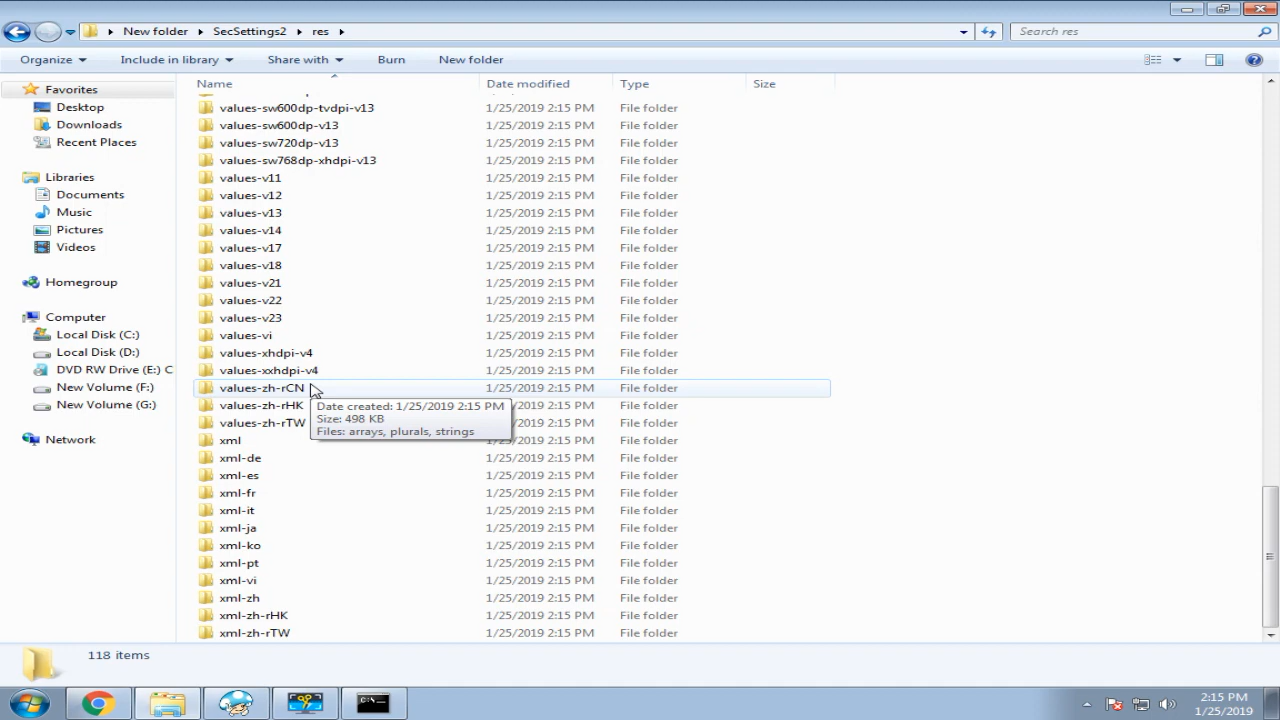 New folder SecSettings2 res
Search res
Organize Include in library Share with Burn New folder
Name Date modified Type Size
Favorites
Desktop
Downloads
Recent Places
Libraries
Documents
Music
Pictures
Videos
Homegroup
Computer
Local Disk (C:)
Local Disk (D:)
DVD RW Drive (E:) C
New Volume (F:)
New Volume (G:)
Network
values-sw600dp-tvdpi-v13 1/25/2019 2:15 PM File folder
values-sw600dp-v13 1/25/2019 2:15 PM File folder
values-sw720dp-v13 1/25/2019 2:15 PM File folder
values-sw768dp-xhdpi-v13 1/25/2019 2:15 PM File folder
values-v11 1/25/2019 2:15 PM File folder
values-v12 1/25/2019 2:15 PM File folder
values-v13 1/25/2019 2:15 PM File folder
values-v14 1/25/2019 2:15 PM File folder
values-v17 1/25/2019 2:15 PM File folder
values-v18 1/25/2019 2:15 PM File folder
values-v21 1/25/2019 2:15 PM File folder
values-v22 1/25/2019 2:15 PM File folder
values-v23 1/25/2019 2:15 PM File folder
values-vi 1/25/2019 2:15 PM File folder
values-xhdpi-v4 1/25/2019 2:15 PM File folder
values-xxhdpi-v4 1/25/2019 2:15 PM File folder
values-zh-rCN 1/25/2019 2:15 PM File folder
values-zh-rHK 1/25/2019 2:15 PM File folder
values-zh-rTW 1/25/2019 2:15 PM File folder
xml 1/25/2019 2:15 PM File folder
xml-de 1/25/2019 2:15 PM File folder
xml-es 1/25/2019 2:15 PM File folder
xml-fr 1/25/2019 2:15 PM File folder
xml-it 1/25/2019 2:15 PM File folder
xml-ja 1/25/2019 2:15 PM File folder
xml-ko 1/25/2019 2:15 PM File folder
xml-pt 1/25/2019 2:15 PM File folder
xml-vi 1/25/2019 2:15 PM File folder
xml-zh 1/25/2019 2:15 PM File folder
xml-zh-rHK 1/25/2019 2:15 PM File folder
xml-zh-rTW 1/25/2019 2:15 PM File folder
Date created: 1/25/2019 2:15 PM
Size: 498 KB
Files: arrays, plurals, strings
118 items
2:15 PM
1/25/2019